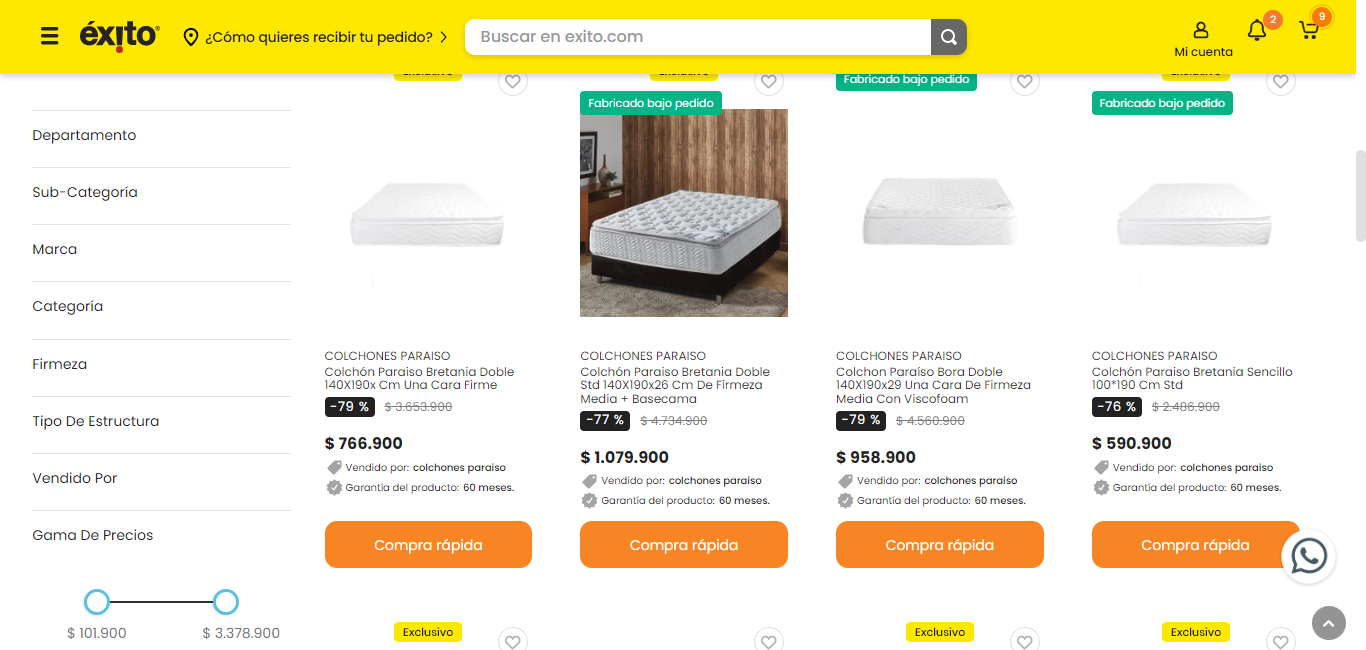 éxito
¿Cómo quieres recibir tu pedido?
Buscar en exito.com
Mi cuenta
2
9
Exclusivo
Exclusivo
Exclusivo
Fabricado bajo pedido
Fabricado bajo pedido
Fabricado bajo pedido
Departamento
Sub-Categoría
Marca
Categoría
Firmeza
Tipo De Estructura
Vendido Por
Gama De Precios
$ 101.900
$ 3.378.900
COLCHONES PARAISO
Colchón Paraiso Bretania Doble
140X190x Cm Una Cara Firme
-79 % $ 3.653.900
$ 766.900
Vendido por: colchones paraiso
Garantía del producto: 60 meses.
Compra rápida
COLCHONES PARAISO
Colchón Paraiso Bretania Doble
Std 140X190x26 Cm De Firmeza
Media + Basecama
-77 % $ 4.734.900
$ 1.079.900
Vendido por: colchones paraiso
Garantía del producto: 60 meses.
Compra rápida
COLCHONES PARAISO
Colchon Paraíso Bora Doble
140X190x29 Una Cara De Firmeza
Media Con Viscofoam
-79 % $ 4.560.900
$ 958.900
Vendido por: colchones paraiso
Garantía del producto: 60 meses.
Compra rápida
COLCHONES PARAISO
Colchón Paraiso Bretania Sencillo
100*190 Cm Std
-76 % $ 2.486.900
$ 590.900
Vendido por: colchones paraiso
Garantía del producto: 60 meses.
Compra rápida
Exclusivo
Exclusivo
Exclusivo